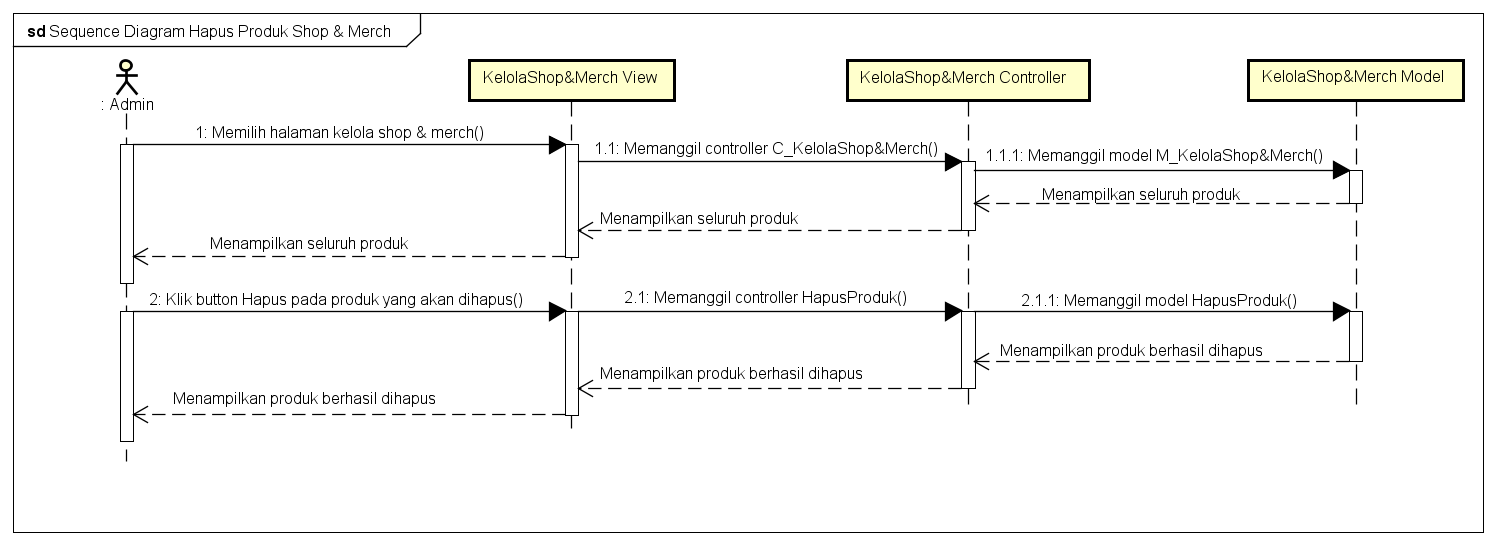 sd Sequence Diagram Hapus Produk Shop & Merch
: Admin
KelolaShop&Merch View
KelolaShop&Merch Controller
KelolaShop&Merch Model
1: Memilih halaman kelola shop & merch()
1.1: Memanggil controller C_KelolaShop&Merch()
1.1.1: Memanggil model M_KelolaShop&Merch()
Menampilkan seluruh produk
Menampilkan seluruh produk
Menampilkan seluruh produk
2: Klik button Hapus pada produk yang akan dihapus()
2.1: Memanggil controller HapusProduk()
2.1.1: Memanggil model HapusProduk()
Menampilkan produk berhasil dihapus
Menampilkan produk berhasil dihapus
Menampilkan produk berhasil dihapus